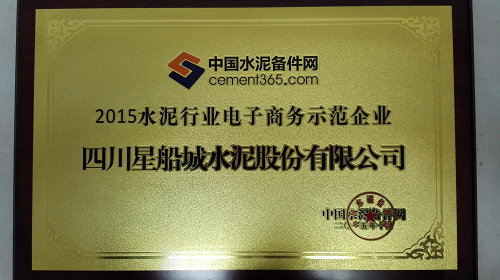 中国水泥备件网
cement365.com
2015水泥行业电子商务示范企业
四川星船城水泥股份有限公司
中国水泥备件网